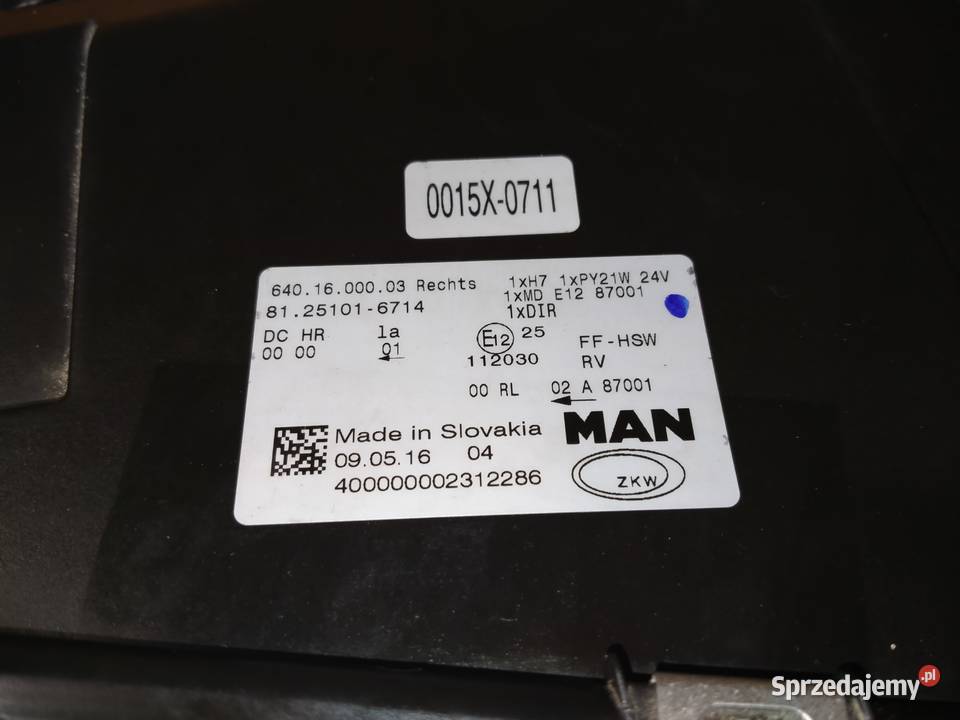 0015X-0711
640.16.000.03 Rechts 1xH7 1xPY21W 24V
81.25101-6714 1xMD E12 87001
1xDIR
DC HR 1a E12 25 FF-HSW
00 00 01 112030 RV
00 RL 02 A 87001
Made in Slovakia MAN
09.05.16 04
400000002312286 ZKW
Sprzedajemy.pl